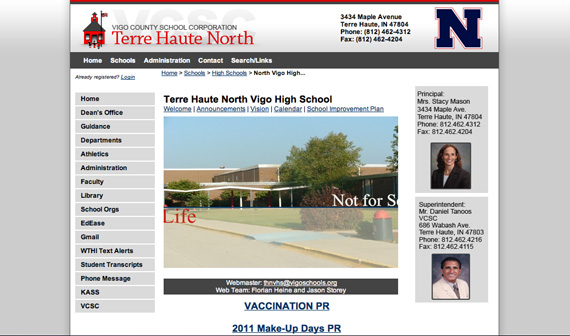 VCSC
VIGO COUNTY SCHOOL CORPORATION
Terre Haute North
3434 Maple Avenue
Terre Haute, IN 47804
Phone: (812) 462-4312
Fax: (812) 462-4204
N
Home Schools Administration Contact Search/Links
Already registered? Login
Home > Schools > High Schools > North Vigo High...
Home
Dean's Office
Guidance
Departments
Athletics
Administration
Faculty
Library
School Orgs
EdEase
Gmail
WTHI Text Alerts
Student Transcripts
Phone Message
KASS
VCSC
Terre Haute North Vigo High School
Welcome | Announcements | Vision | Calendar | School Improvement Plan
Not for S
Life
Webmaster: thnvhs@vigoschools.org
Web Team: Florian Heine and Jason Storey
VACCINATION PR
2011 Make-Up Days PR
Principal:
Mrs. Stacy Mason
3434 Maple Ave.
Terre Haute, IN 47804
Phone: 812.462.4312
Fax: 812.462.4204
Superintendent:
Mr. Daniel Tanoos
VCSC
686 Wabash Ave.
Terre Haute, IN 47803
Phone: 812.462.4216
Fax: 812.462.4115